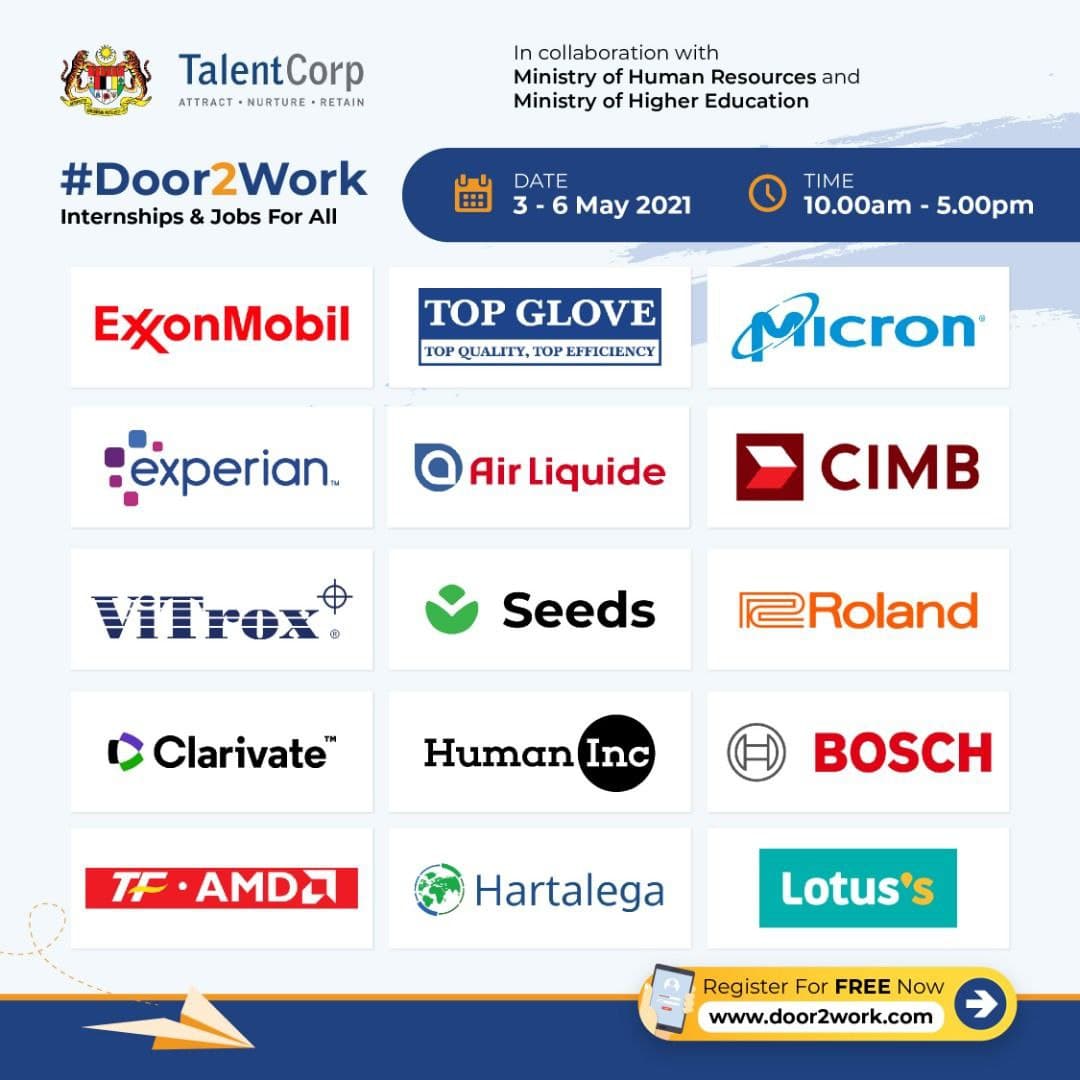 TalentCorp
ATTRACT • NURTURE • RETAIN
In collaboration with
Ministry of Human Resources and
Ministry of Higher Education
#Door2Work
Internships & Jobs For All
DATE
3 - 6 May 2021
TIME
10.00am - 5.00pm
ExxonMobil
TOP GLOVE
TOP QUALITY, TOP EFFICIENCY
Micron®
experian™
Air Liquide
CIMB
ViTrox®
Seeds
Roland
Clarivate™
Human Inc
BOSCH
TF • AMD
Hartalega
Lotus's
Register For FREE Now
www.door2work.com